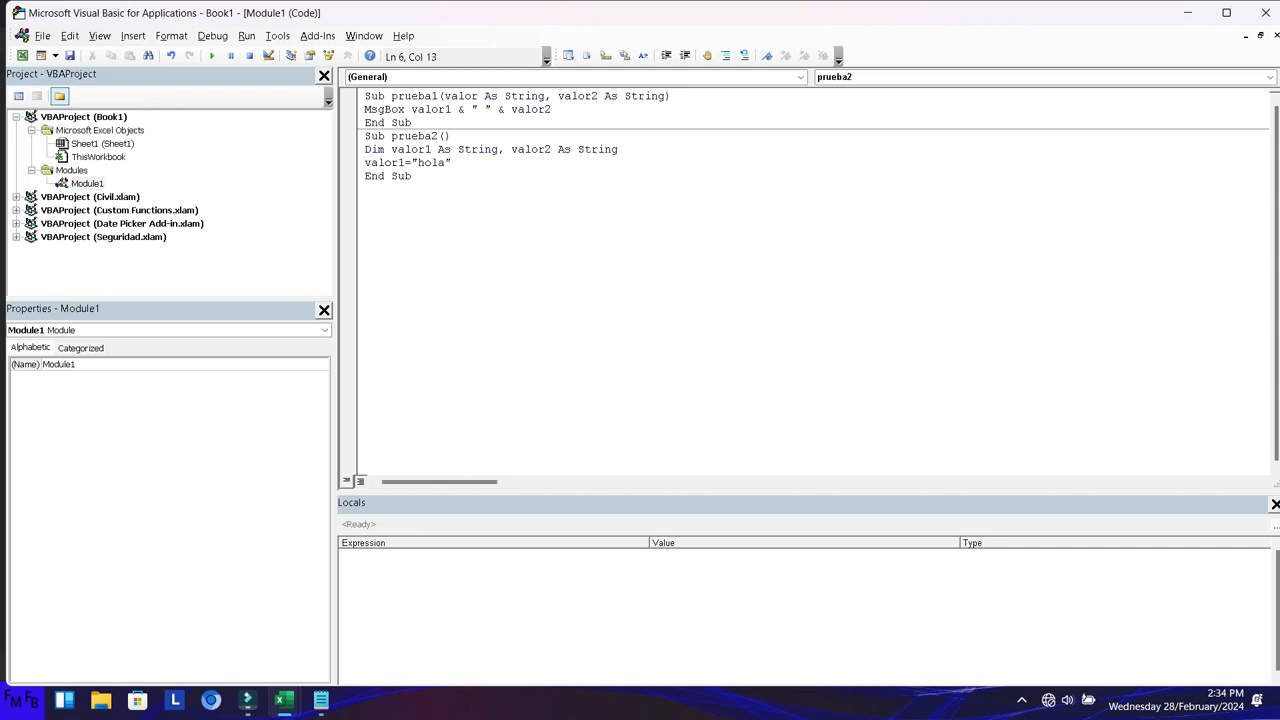 Microsoft Visual Basic for Applications - Book1 - [Module1 (Code)]
File Edit View Insert Format Debug Run Tools Add-Ins Window Help
Ln 6, Col 13
Project - VBAProject
VBAProject (Book1)
Microsoft Excel Objects
Sheet1 (Sheet1)
ThisWorkbook
Modules
Module1
VBAProject (Civil.xlam)
VBAProject (Custom Functions.xlam)
VBAProject (Date Picker Add-in.xlam)
VBAProject (Seguridad.xlam)
Properties - Module1
Module1 Module
Alphabetic Categorized
(Name) Module1
(General) prueba2
Sub prueba1(valor As String, valor2 As String)
MsgBox valor1 & " " & valor2
End Sub
Sub prueba2()
Dim valor1 As String, valor2 As String
valor1="hola"
End Sub
Locals
<Ready>
Expression Value Type
FM FB
L
2:34 PM
Wednesday 28/February/2024